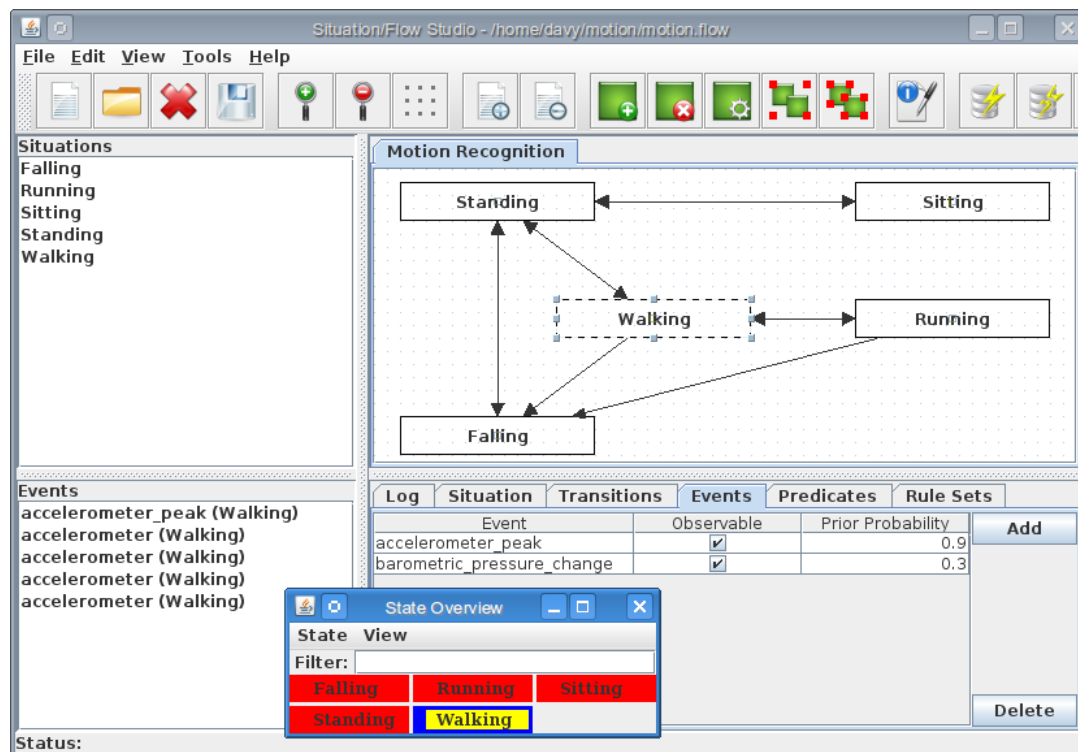 Situation/Flow Studio - /home/davy/motion/motion.flow
File Edit View Tools Help
Situations
Falling
Running
Sitting
Standing
Walking
Motion Recognition
Standing
Sitting
Walking
Running
Falling
Events
accelerometer_peak (Walking)
accelerometer (Walking)
accelerometer (Walking)
accelerometer (Walking)
accelerometer (Walking)
Log Situation Transitions Events Predicates Rule Sets
Event Observable Prior Probability
accelerometer_peak 0.9
barometric_pressure_change 0.3
Add
Delete
State Overview
State View
Filter:
Falling Running Sitting
Standing Walking
Status: